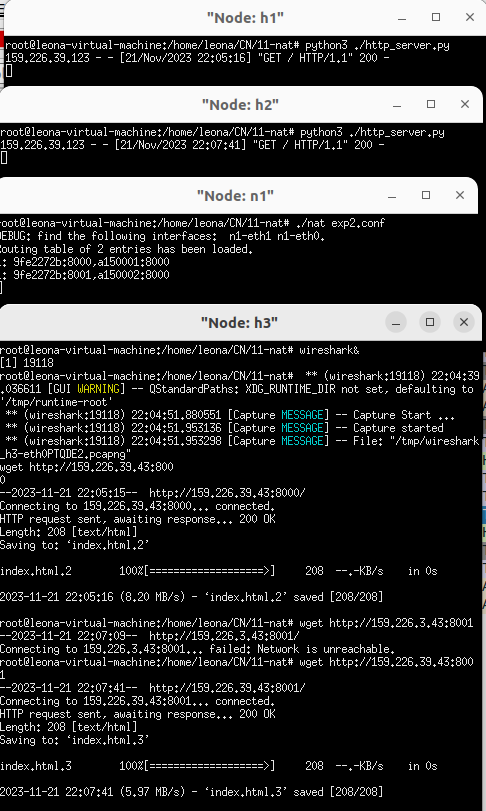 "Node: h1"
root@leona-virtual-machine:/home/leona/CN/11-nat# python3 ./http_server.py
159.226.39.123 - - [21/Nov/2023 22:05:16] "GET / HTTP/1.1" 200 -
"Node: h2"
root@leona-virtual-machine:/home/leona/CN/11-nat# python3 ./http_server.py
159.226.39.123 - - [21/Nov/2023 22:07:41] "GET / HTTP/1.1" 200 -
"Node: n1"
root@leona-virtual-machine:/home/leona/CN/11-nat# ./nat exp2.conf
DEBUG: find the following interfaces:  n1-eth1 n1-eth0.
Routing table of 2 entries has been loaded.
: 9fe2272b:8000,a150001:8000
: 9fe2272b:8001,a150002:8000
"Node: h3"
root@leona-virtual-machine:/home/leona/CN/11-nat# wireshark&
[1] 19118
root@leona-virtual-machine:/home/leona/CN/11-nat#  ** (wireshark:19118) 22:04:39
.036611 [GUI WARNING] -- QStandardPaths: XDG_RUNTIME_DIR not set, defaulting to
'/tmp/runtime-root'
** (wireshark:19118) 22:04:51.880551 [Capture MESSAGE] -- Capture Start ...
** (wireshark:19118) 22:04:51.953136 [Capture MESSAGE] -- Capture started
** (wireshark:19118) 22:04:51.953298 [Capture MESSAGE] -- File: "/tmp/wireshark
_h3-eth0PTQDE2.pcapng"
wget http://159.226.39.43:800
0
--2023-11-21 22:05:15--  http://159.226.39.43:8000/
Connecting to 159.226.39.43:8000... connected.
HTTP request sent, awaiting response... 200 OK
Length: 208 [text/html]
Saving to: ‘index.html.2’
index.html.2        100%[===================>]     208  --.-KB/s    in 0s
2023-11-21 22:05:16 (8.20 MB/s) - ‘index.html.2’ saved [208/208]
root@leona-virtual-machine:/home/leona/CN/11-nat# wget http://159.226.3.43:8001
--2023-11-21 22:07:09--  http://159.226.3.43:8001/
Connecting to 159.226.3.43:8001... failed: Network is unreachable.
root@leona-virtual-machine:/home/leona/CN/11-nat# wget http://159.226.39.43:800
1
--2023-11-21 22:07:41--  http://159.226.39.43:8001/
Connecting to 159.226.39.43:8001... connected.
HTTP request sent, awaiting response... 200 OK
Length: 208 [text/html]
Saving to: ‘index.html.3’
index.html.3        100%[===================>]     208  --.-KB/s    in 0s
2023-11-21 22:07:41 (5.97 MB/s) - ‘index.html.3’ saved [208/208]